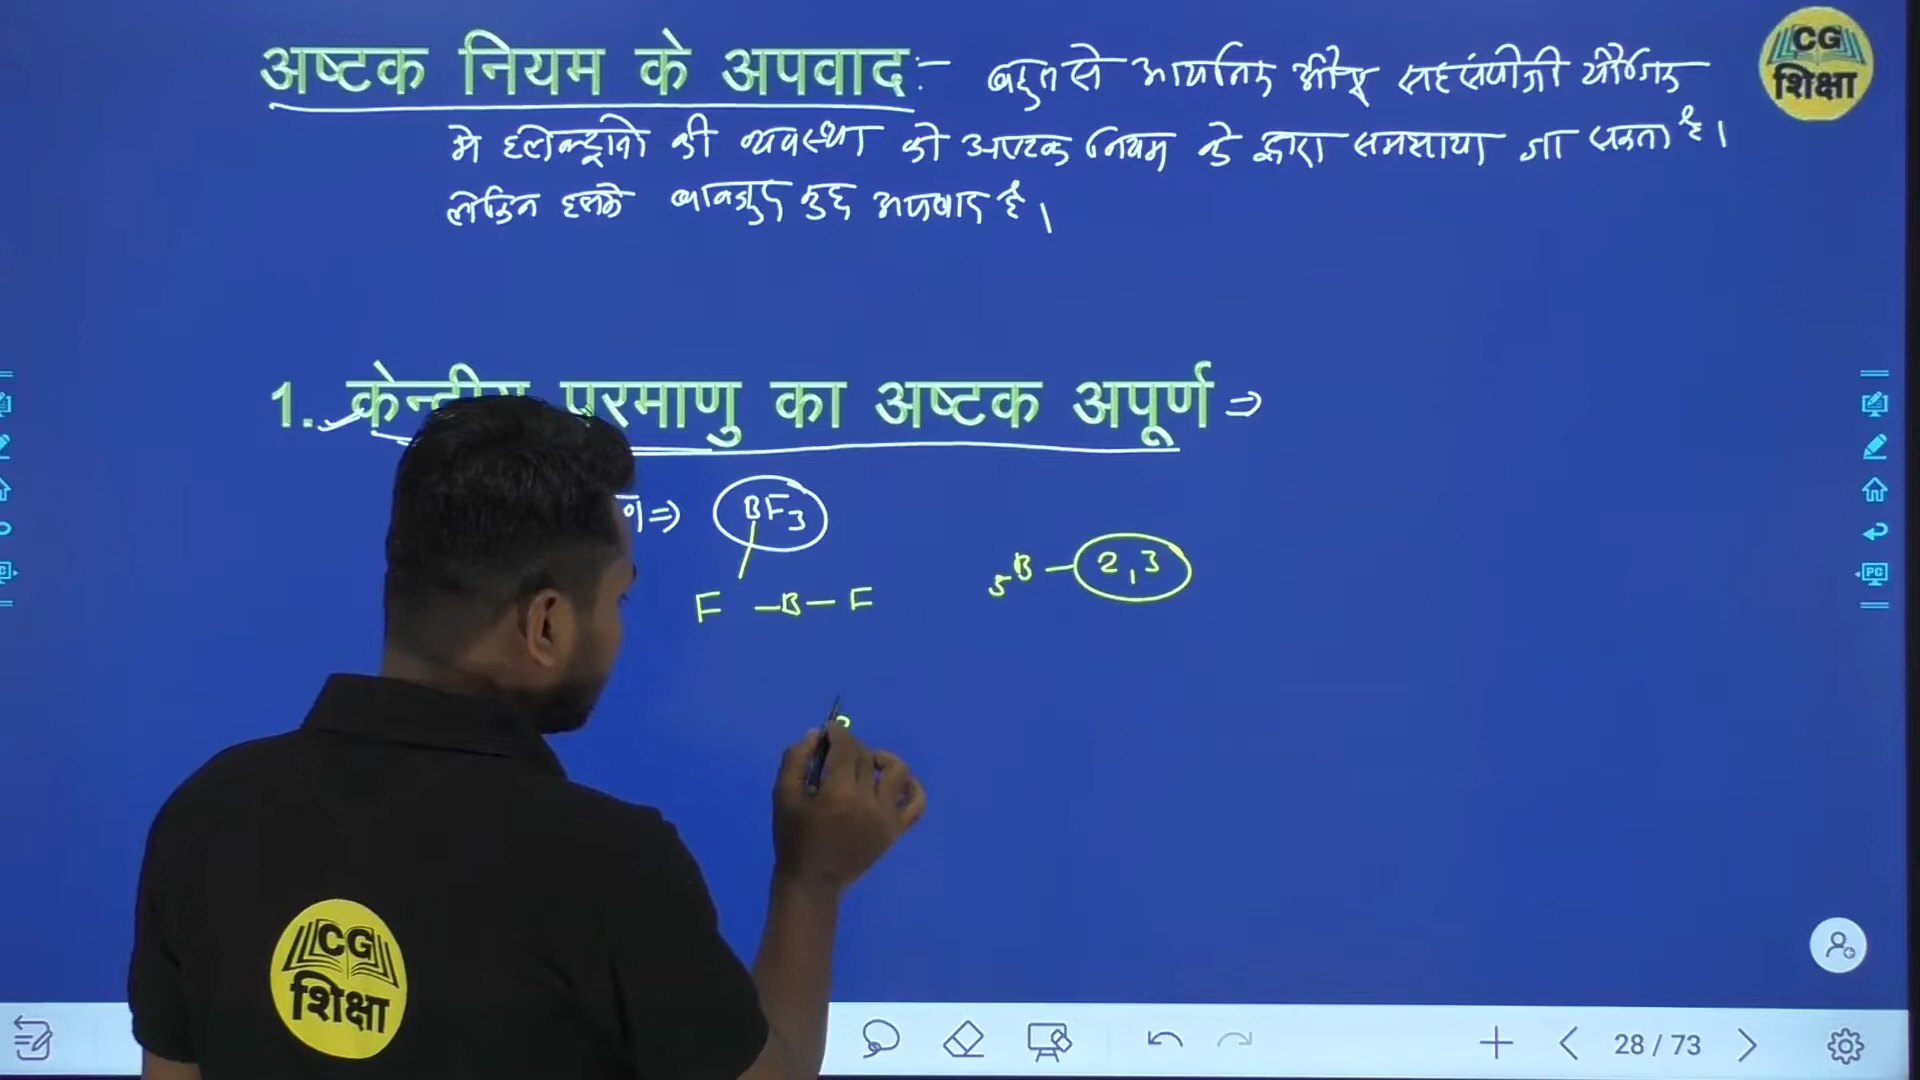 अष्टक नियम के अपवाद :- बहुत से आयनिक और सहसंयोजी यौगिक
मे इलेक्ट्रानो की व्यवस्था को अष्टक नियम के द्वारा समझाया जा सकता है।
लेकिन इसके बावजुद कुछ अपवाद है।
CG
शिक्षा
1. केन्द्रीय परमाणु का अष्टक अपूर्ण ⇒
⇒ BF3
5B — 2,3
F – B – F
CG
शिक्षा
28 / 73
PC